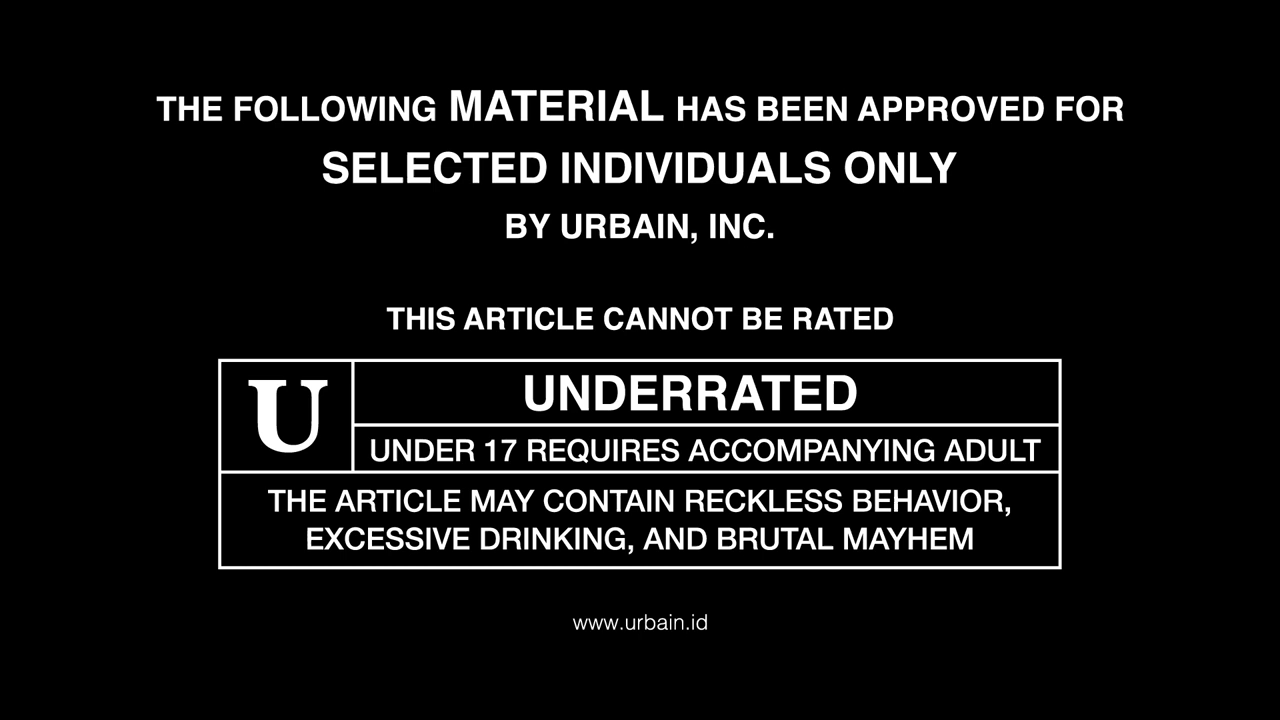 THE FOLLOWING MATERIAL HAS BEEN APPROVED FOR
SELECTED INDIVIDUALS ONLY
BY URBAIN, INC.
THIS ARTICLE CANNOT BE RATED
U
UNDERRATED
UNDER 17 REQUIRES ACCOMPANYING ADULT
THE ARTICLE MAY CONTAIN RECKLESS BEHAVIOR,
EXCESSIVE DRINKING, AND BRUTAL MAYHEM
www.urbain.id